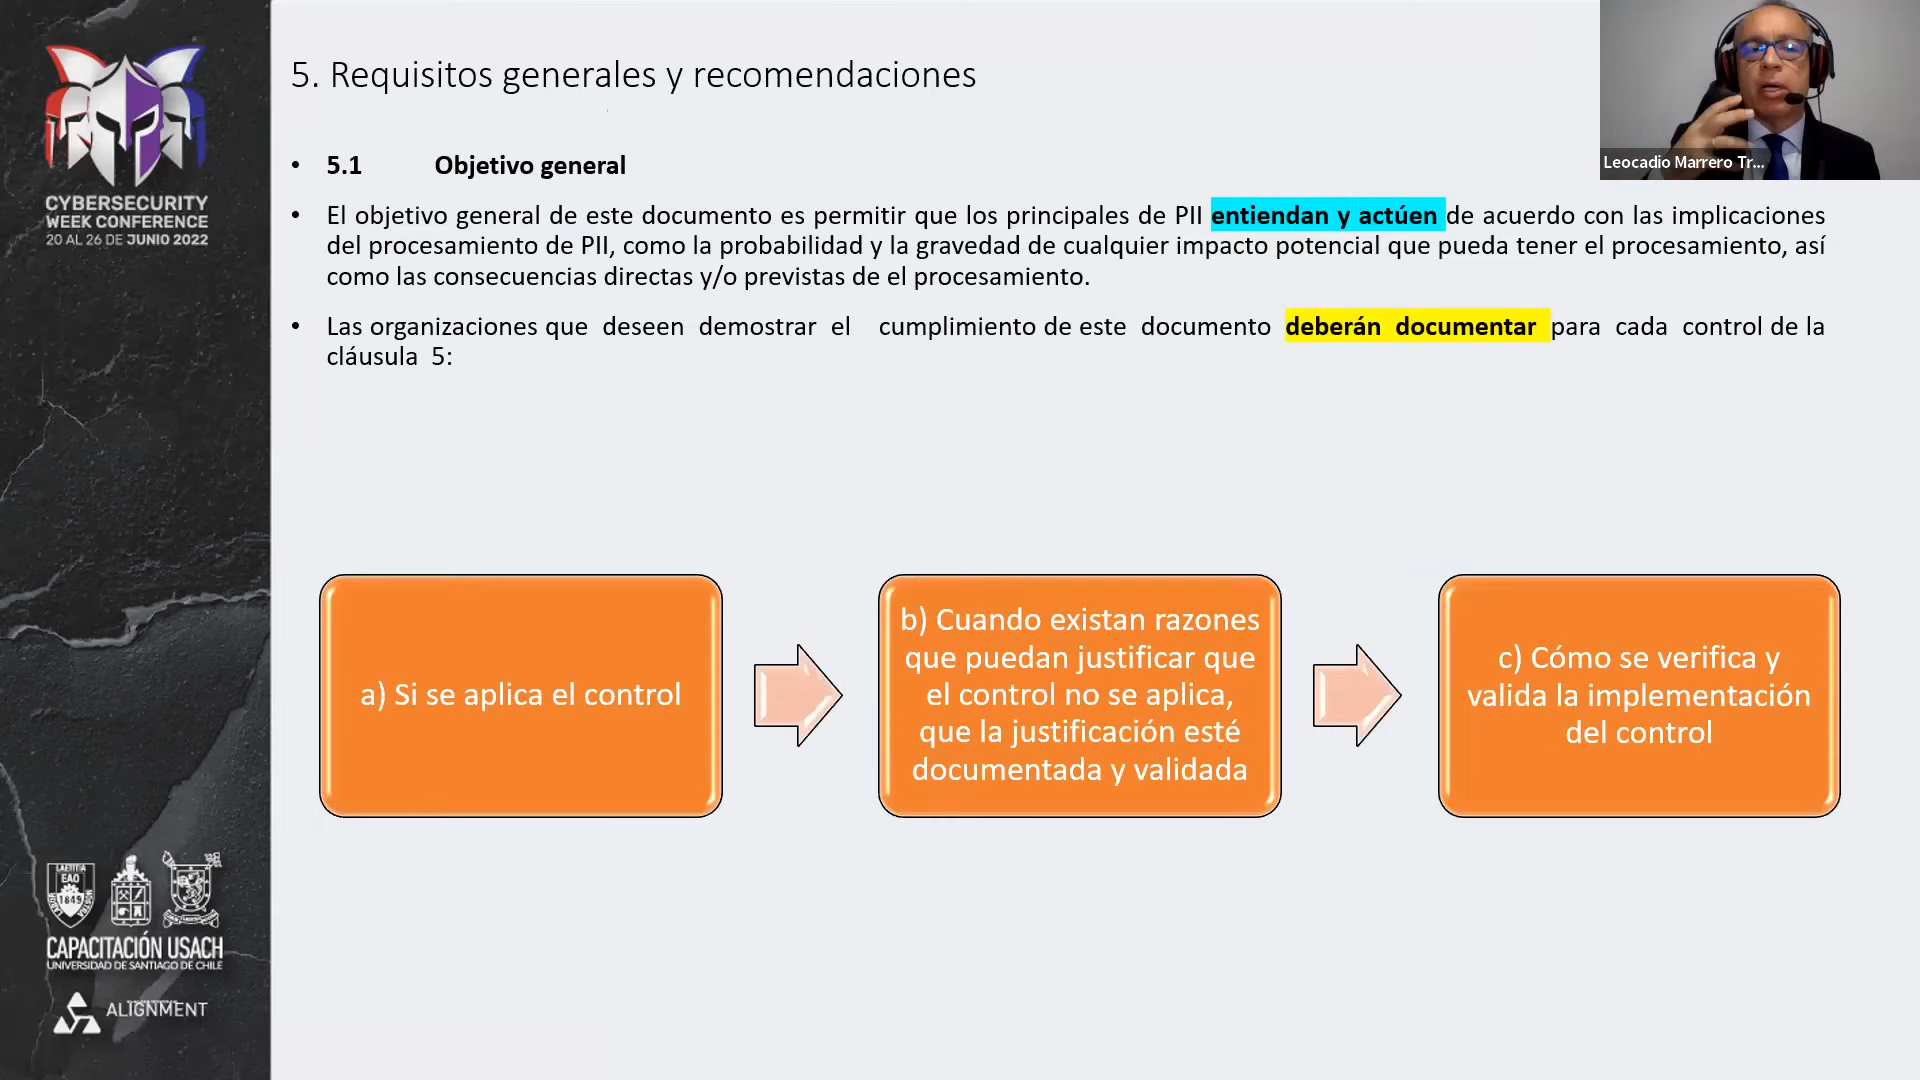 CYBERSECURITY
WEEK CONFERENCE
20 AL 26 DE JUNIO 2022
5. Requisitos generales y recomendaciones
• 5.1 Objetivo general
• El objetivo general de este documento es permitir que los principales de PII entiendan y actúen de acuerdo con las implicaciones
del procesamiento de PII, como la probabilidad y la gravedad de cualquier impacto potencial que pueda tener el procesamiento, así
como las consecuencias directas y/o previstas de el procesamiento.
• Las organizaciones que deseen demostrar el cumplimiento de este documento deberán documentar para cada control de la
cláusula 5:
a) Si se aplica el control
b) Cuando existan razones
que puedan justificar que
el control no se aplica,
que la justificación esté
documentada y validada
c) Cómo se verifica y
valida la implementación
del control
Leocadio Marrero Tr...
LAETITIA
EAO
1849
CAPACITACIÓN USACH
UNIVERSIDAD DE SANTIAGO DE CHILE
ALIGNMENT